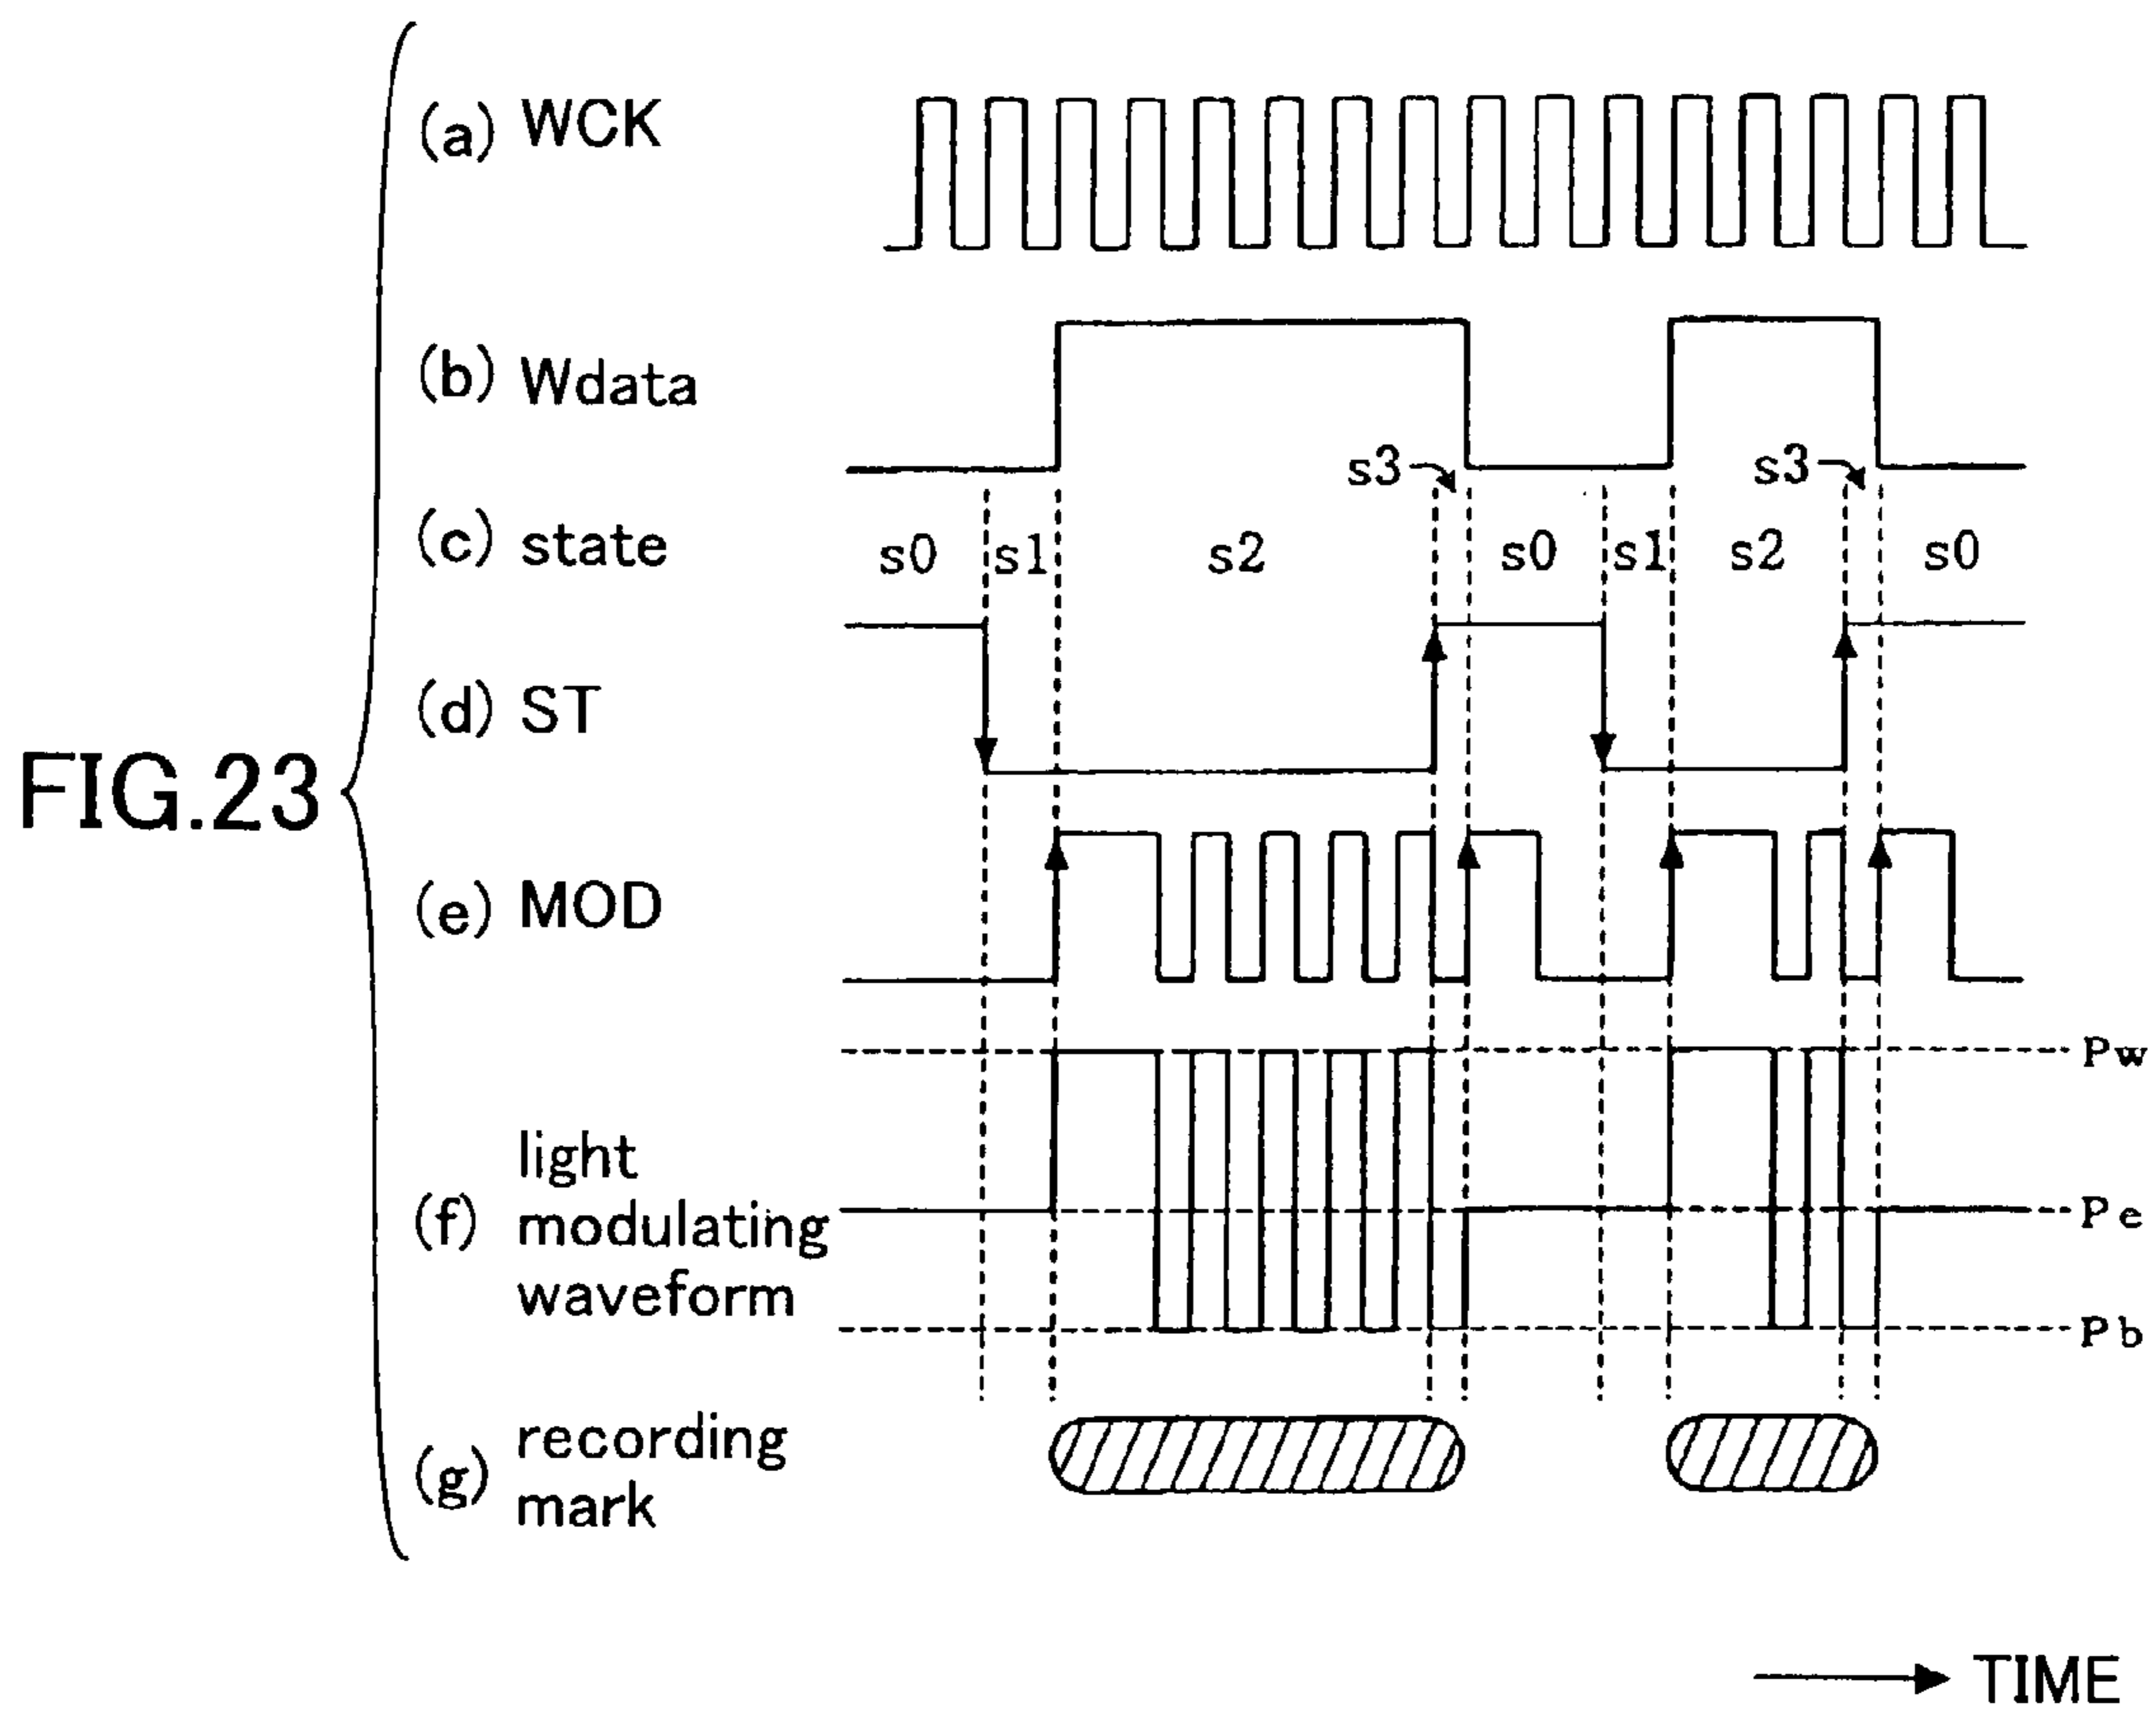 FIG.23
(a) WCK
(b) Wdata
s3 s3
(c) state s0 s1 s2 s0 s1 s2 s0
(d) ST
(e) MOD
Pw
(f) light modulating waveform
Pe
Pb
(g) recording mark
TIME